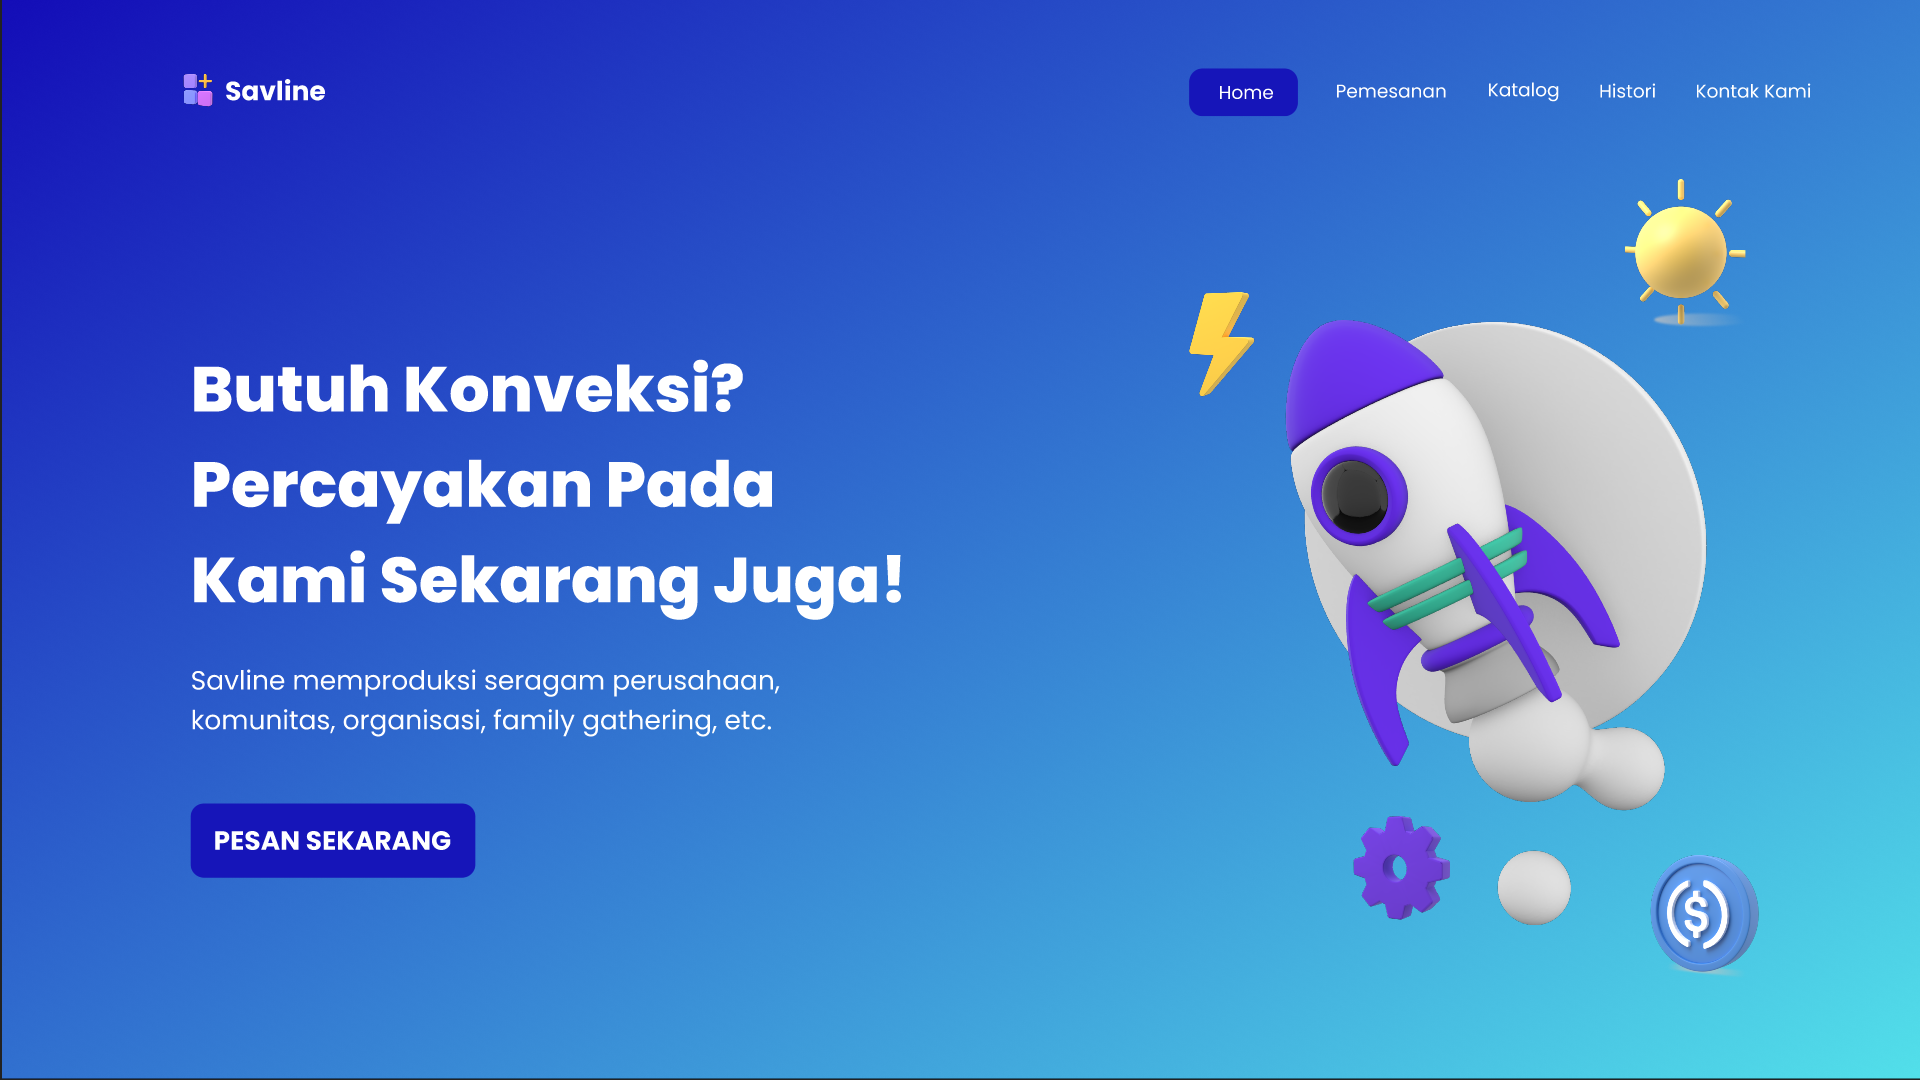 Savline
Home
Pemesanan
Katalog
Histori
Kontak Kami
Butuh Konveksi?
Percayakan Pada
Kami Sekarang Juga!
Savline memproduksi seragam perusahaan,
komunitas, organisasi, family gathering, etc.
PESAN SEKARANG
$